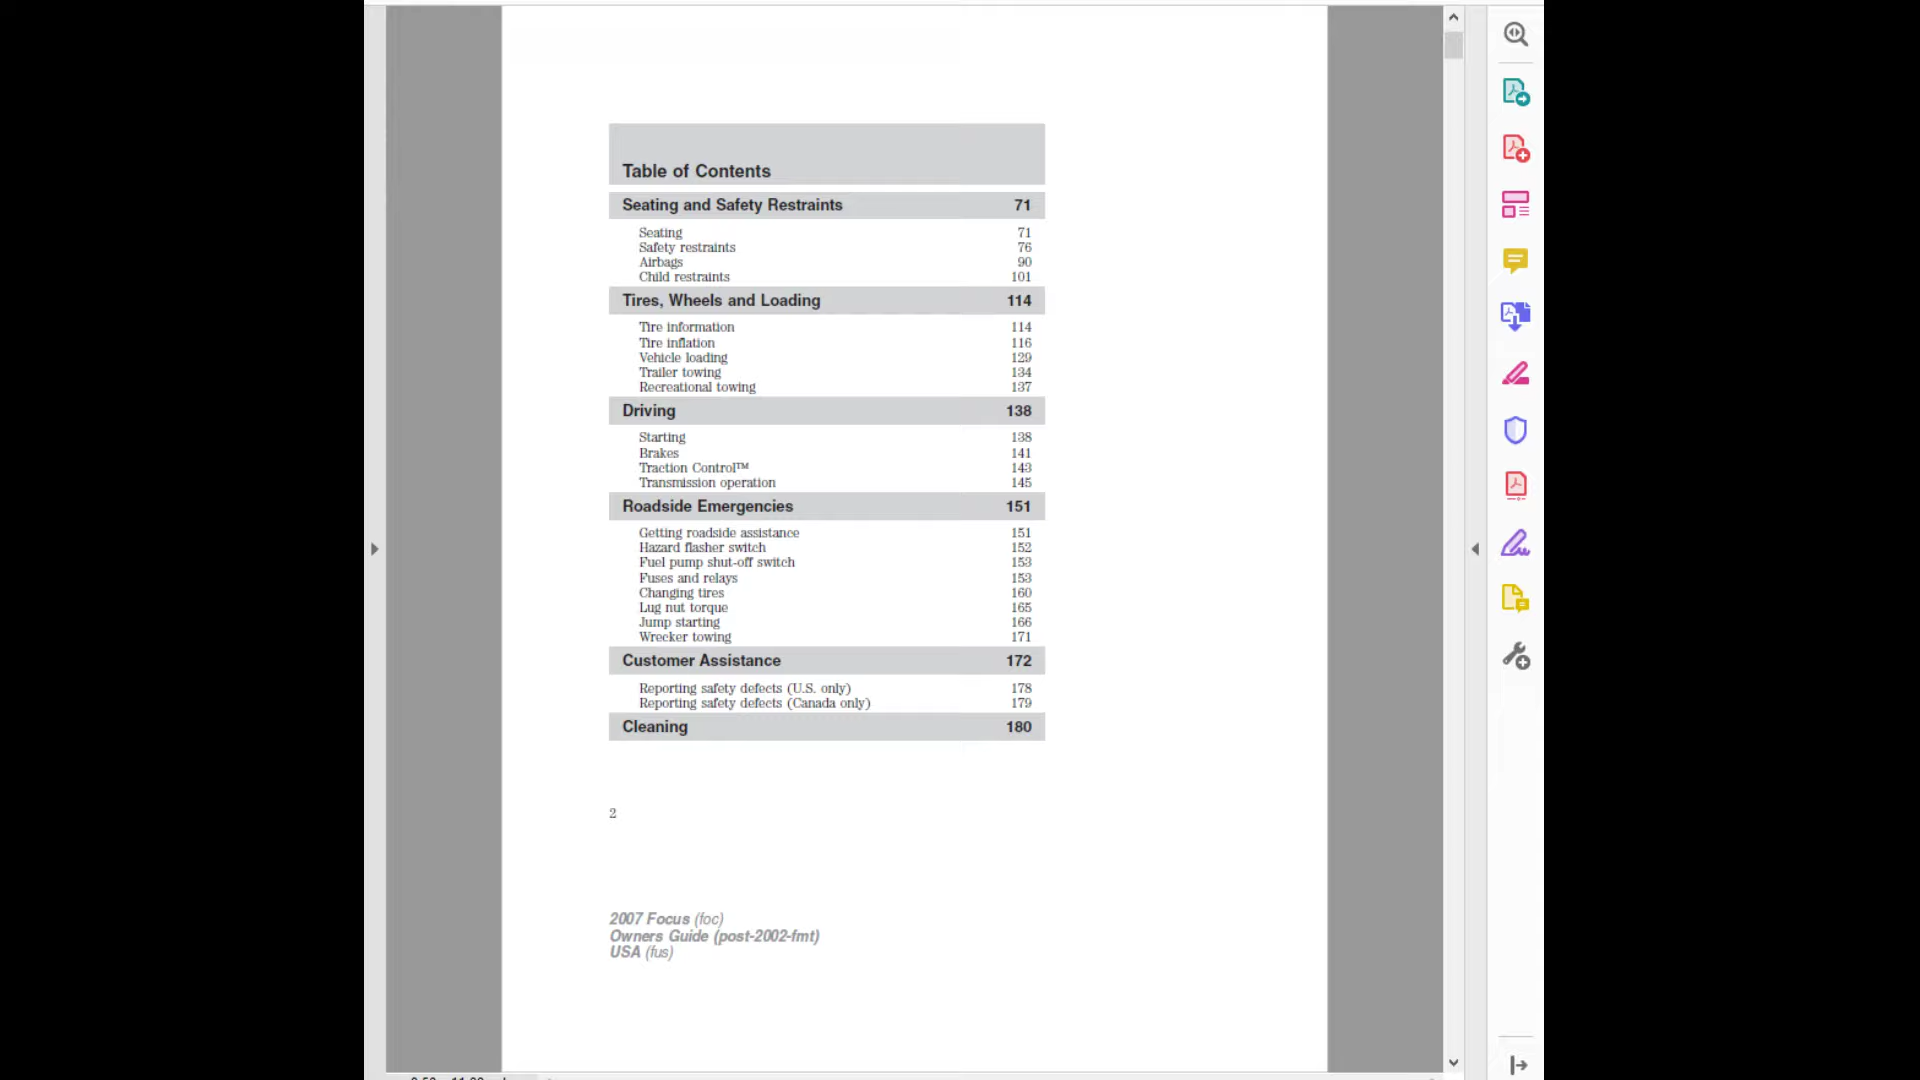 Table of Contents
Seating and Safety Restraints 71
Seating 71
Safety restraints 76
Airbags 90
Child restraints 101
Tires, Wheels and Loading 114
Tire information 114
Tire inflation 116
Vehicle loading 129
Trailer towing 134
Recreational towing 137
Driving 138
Starting 138
Brakes 141
Traction Control™ 143
Transmission operation 145
Roadside Emergencies 151
Getting roadside assistance 151
Hazard flasher switch 152
Fuel pump shut-off switch 153
Fuses and relays 153
Changing tires 160
Lug nut torque 165
Jump starting 166
Wrecker towing 171
Customer Assistance 172
Reporting safety defects (U.S. only) 178
Reporting safety defects (Canada only) 179
Cleaning 180
2
2007 Focus (foc)
Owners Guide (post-2002-fmt)
USA (fus)